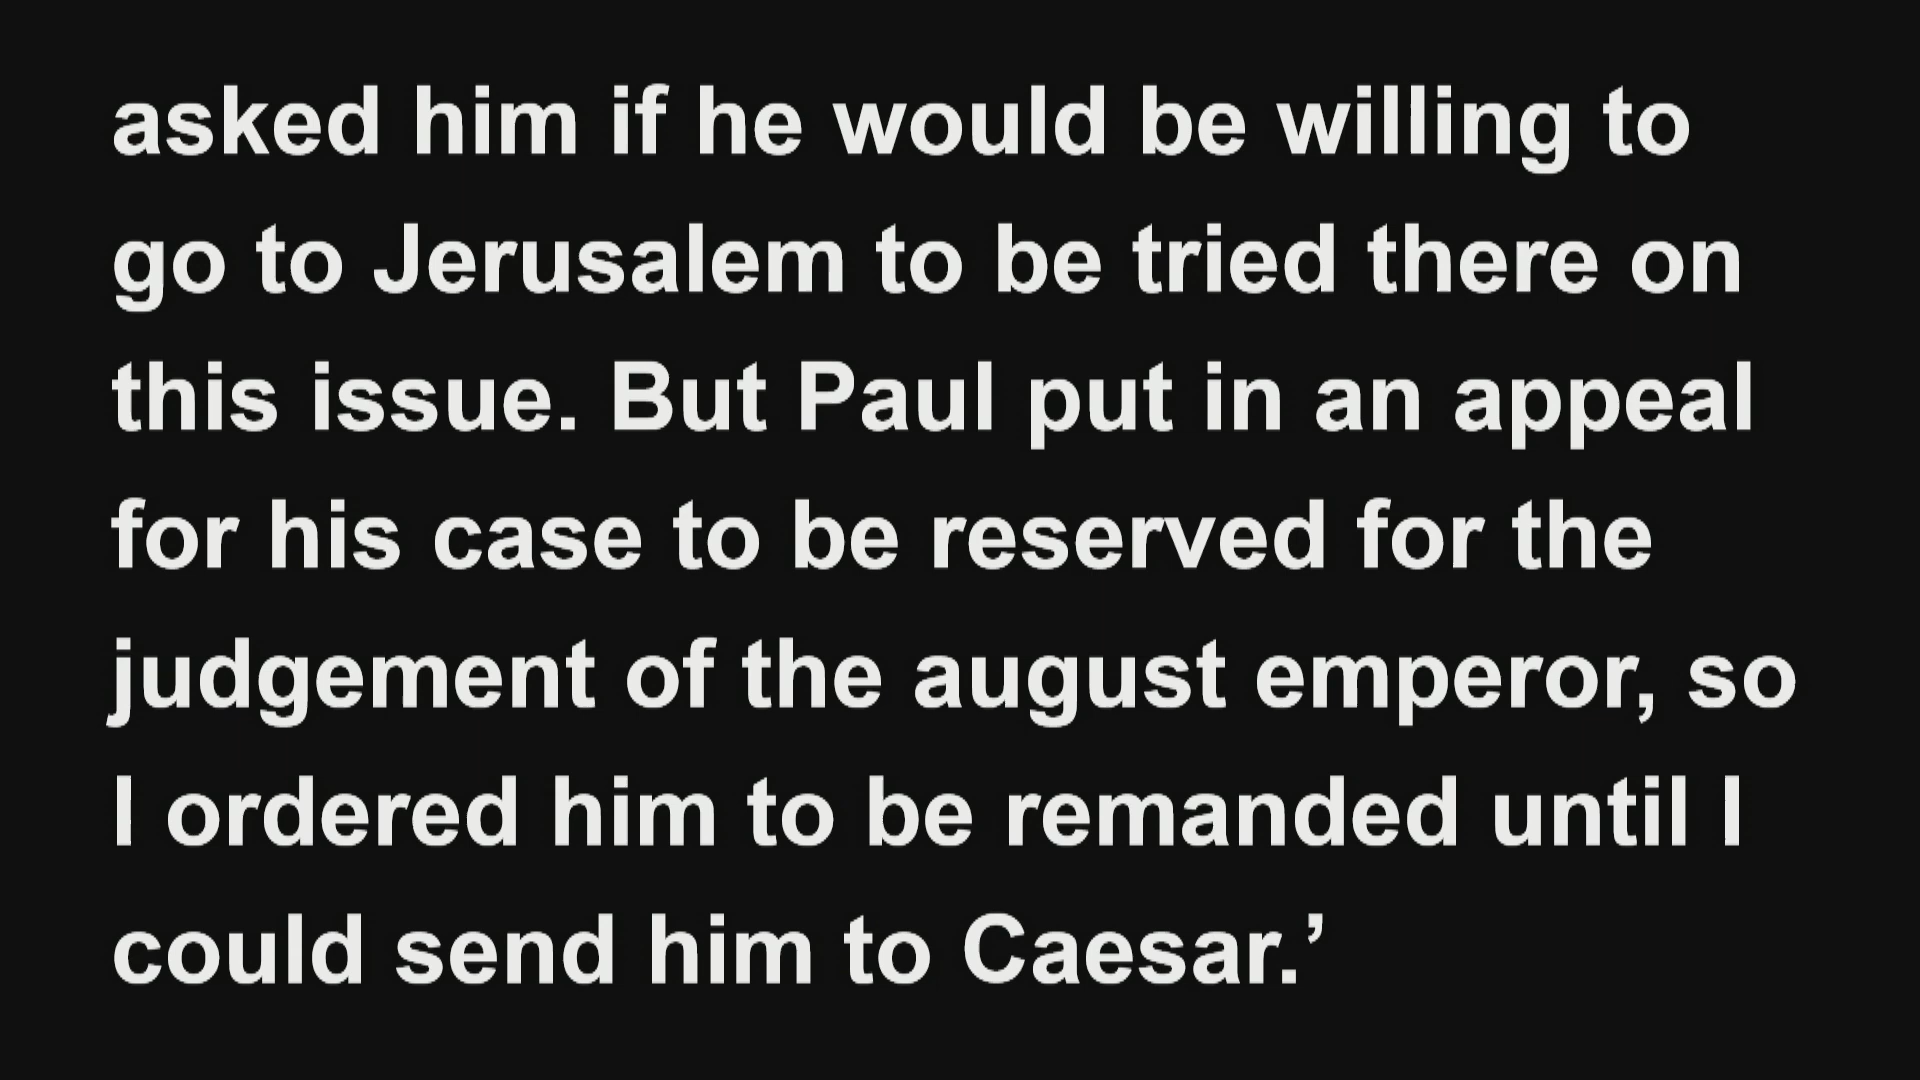 asked him if he would be willing to
go to Jerusalem to be tried there on
this issue. But Paul put in an appeal
for his case to be reserved for the
judgement of the august emperor, so
I ordered him to be remanded until I
could send him to Caesar.’